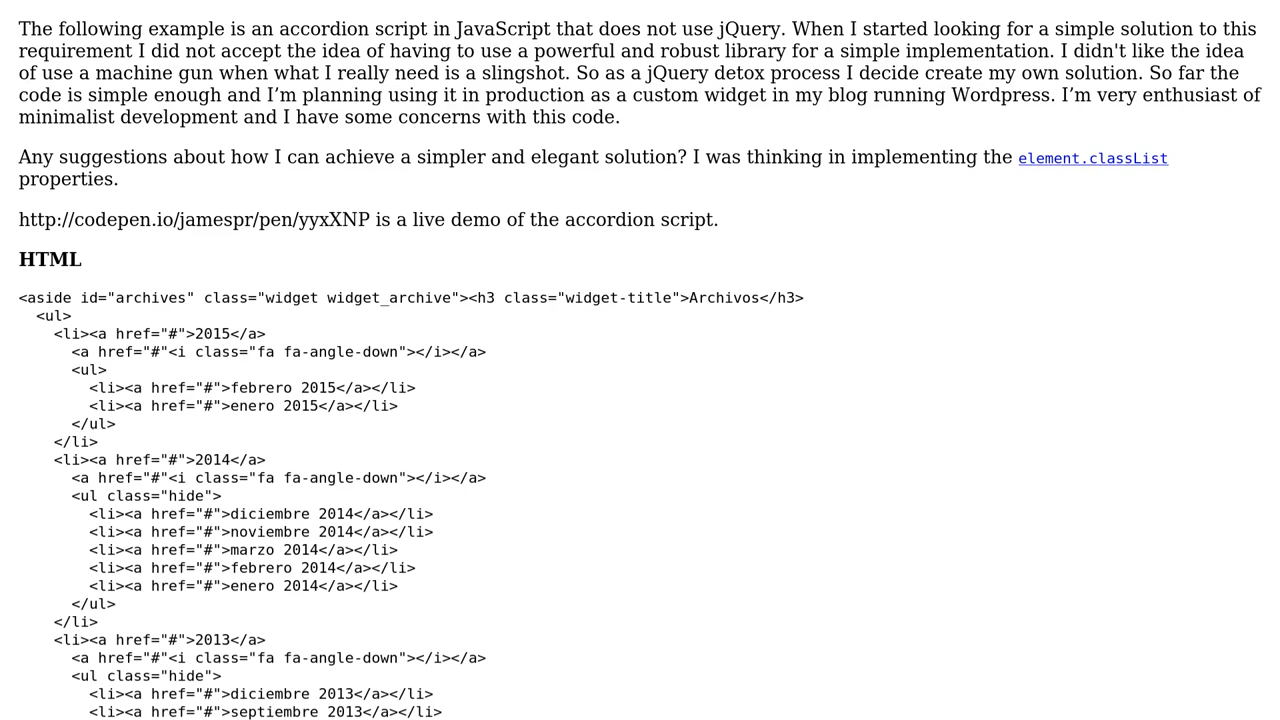 The following example is an accordion script in JavaScript that does not use jQuery. When I started looking for a simple solution to this
requirement I did not accept the idea of having to use a powerful and robust library for a simple implementation. I didn't like the idea
of use a machine gun when what I really need is a slingshot. So as a jQuery detox process I decide create my own solution. So far the
code is simple enough and I’m planning using it in production as a custom widget in my blog running Wordpress. I’m very enthusiast of
minimalist development and I have some concerns with this code.
Any suggestions about how I can achieve a simpler and elegant solution? I was thinking in implementing the element.classList
properties.
http://codepen.io/jamespr/pen/yyxXNP is a live demo of the accordion script.
HTML
<aside id="archives" class="widget widget_archive"><h3 class="widget-title">Archivos</h3>
  <ul>
    <li><a href="#">2015</a>
      <a href="#"<i class="fa fa-angle-down"></i></a>
      <ul>
        <li><a href="#">febrero 2015</a></li>
        <li><a href="#">enero 2015</a></li>
      </ul>
    </li>
    <li><a href="#">2014</a>
      <a href="#"<i class="fa fa-angle-down"></i></a>
      <ul class="hide">
        <li><a href="#">diciembre 2014</a></li>
        <li><a href="#">noviembre 2014</a></li>
        <li><a href="#">marzo 2014</a></li>
        <li><a href="#">febrero 2014</a></li>
        <li><a href="#">enero 2014</a></li>
      </ul>
    </li>
    <li><a href="#">2013</a>
      <a href="#"<i class="fa fa-angle-down"></i></a>
      <ul class="hide">
        <li><a href="#">diciembre 2013</a></li>
        <li><a href="#">septiembre 2013</a></li>